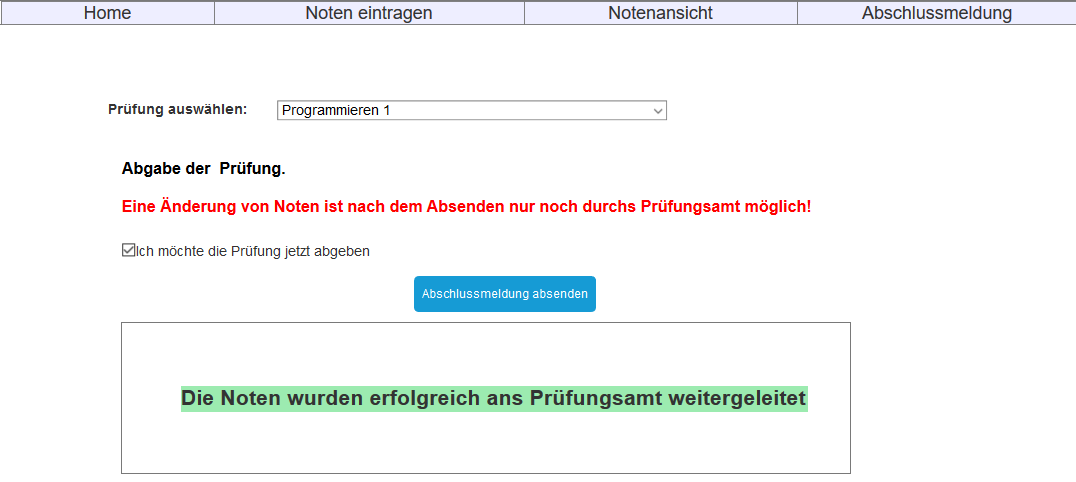 Home Noten eintragen Notenansicht Abschlussmeldung
Prüfung auswählen: Programmieren 1
Abgabe der  Prüfung.
Eine Änderung von Noten ist nach dem Absenden nur noch durchs Prüfungsamt möglich!
Ich möchte die Prüfung jetzt abgeben
Abschlussmeldung absenden
Die Noten wurden erfolgreich ans Prüfungsamt weitergeleitet